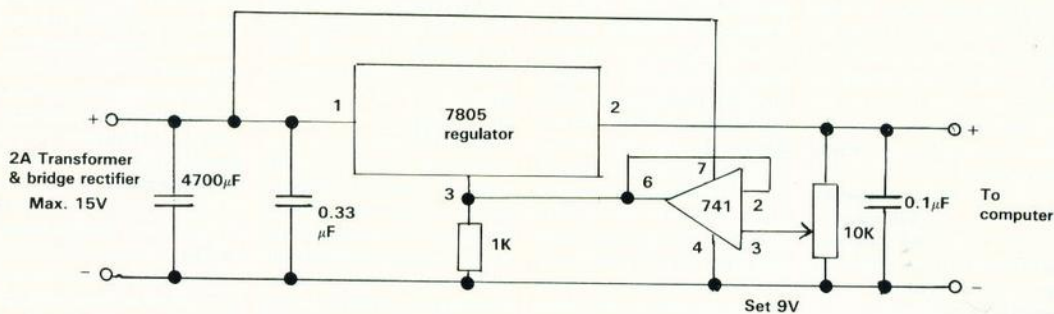 1
7805
regulator
2
+
+
2A Transformer
& bridge rectifier
Max. 15V
4700µF
0.33
µF
3
1K
6
7
741
2
4
3
10K
0.1µF
To
computer
−
−
Set 9V